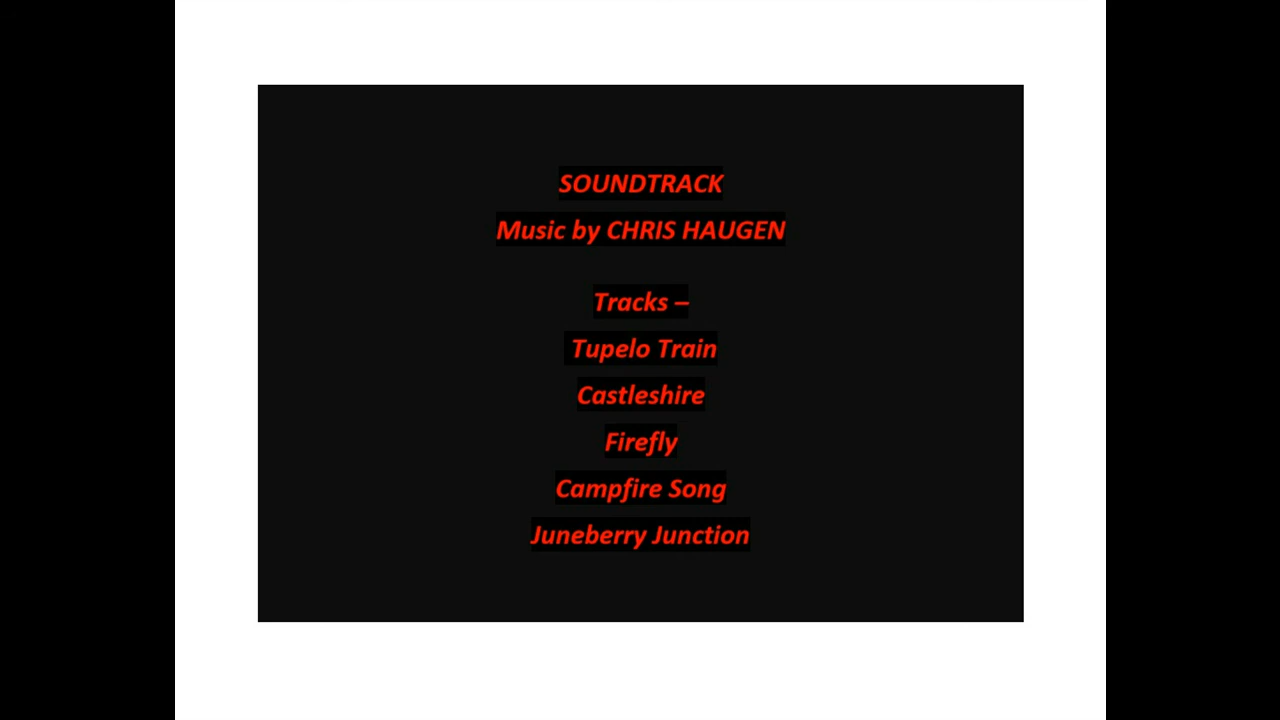 SOUNDTRACK
Music by CHRIS HAUGEN
Tracks –
Tupelo Train
Castleshire
Firefly
Campfire Song
Juneberry Junction